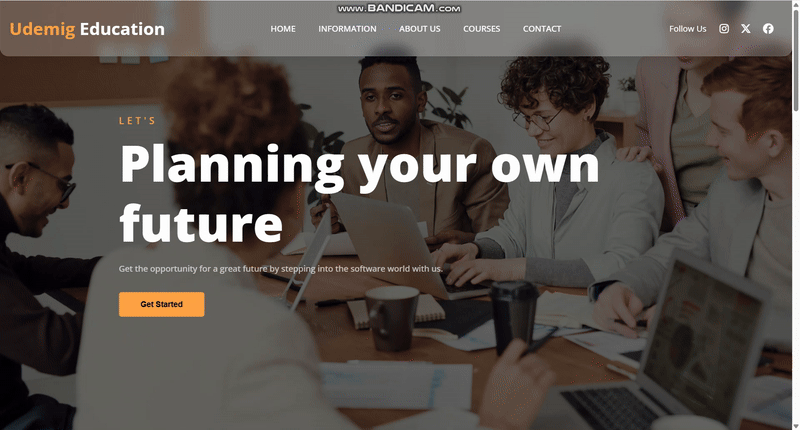 www.BANDICAM.com
Udemig Education
HOME INFORMATION ABOUT US COURSES CONTACT
Follow Us
LET'S
Planning your own
future
Get the opportunity for a great future by stepping into the software world with us.
Get Started